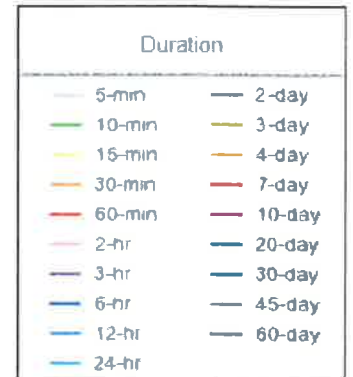 Duration
5-min 2-day
10-min 3-day
15-min 4-day
30-min 7-day
60-min 10-day
2-hr 20-day
3-hr 30-day
6-hr 45-day
12-hr 60-day
24-hr